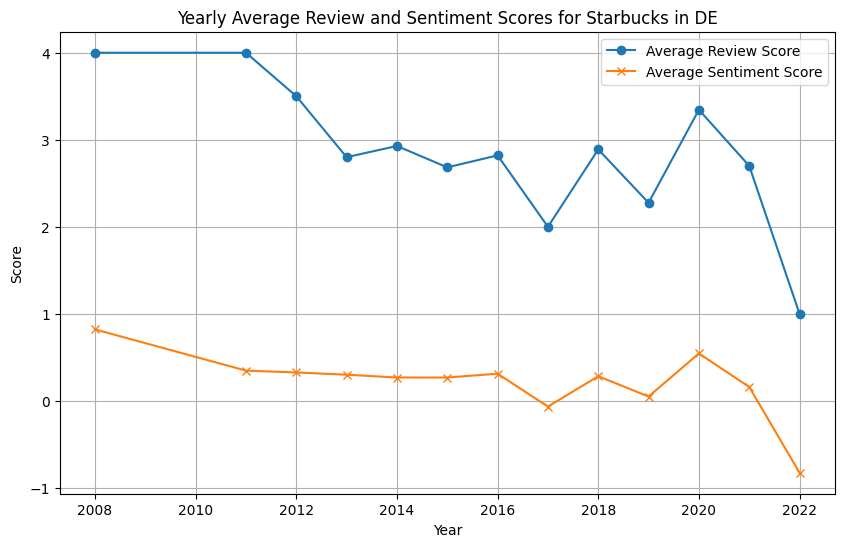 Yearly Average Review and Sentiment Scores for Starbucks in DE
Average Review Score
Average Sentiment Score
4
3
2
1
0
−1
Score
2008 2010 2012 2014 2016 2018 2020 2022
Year